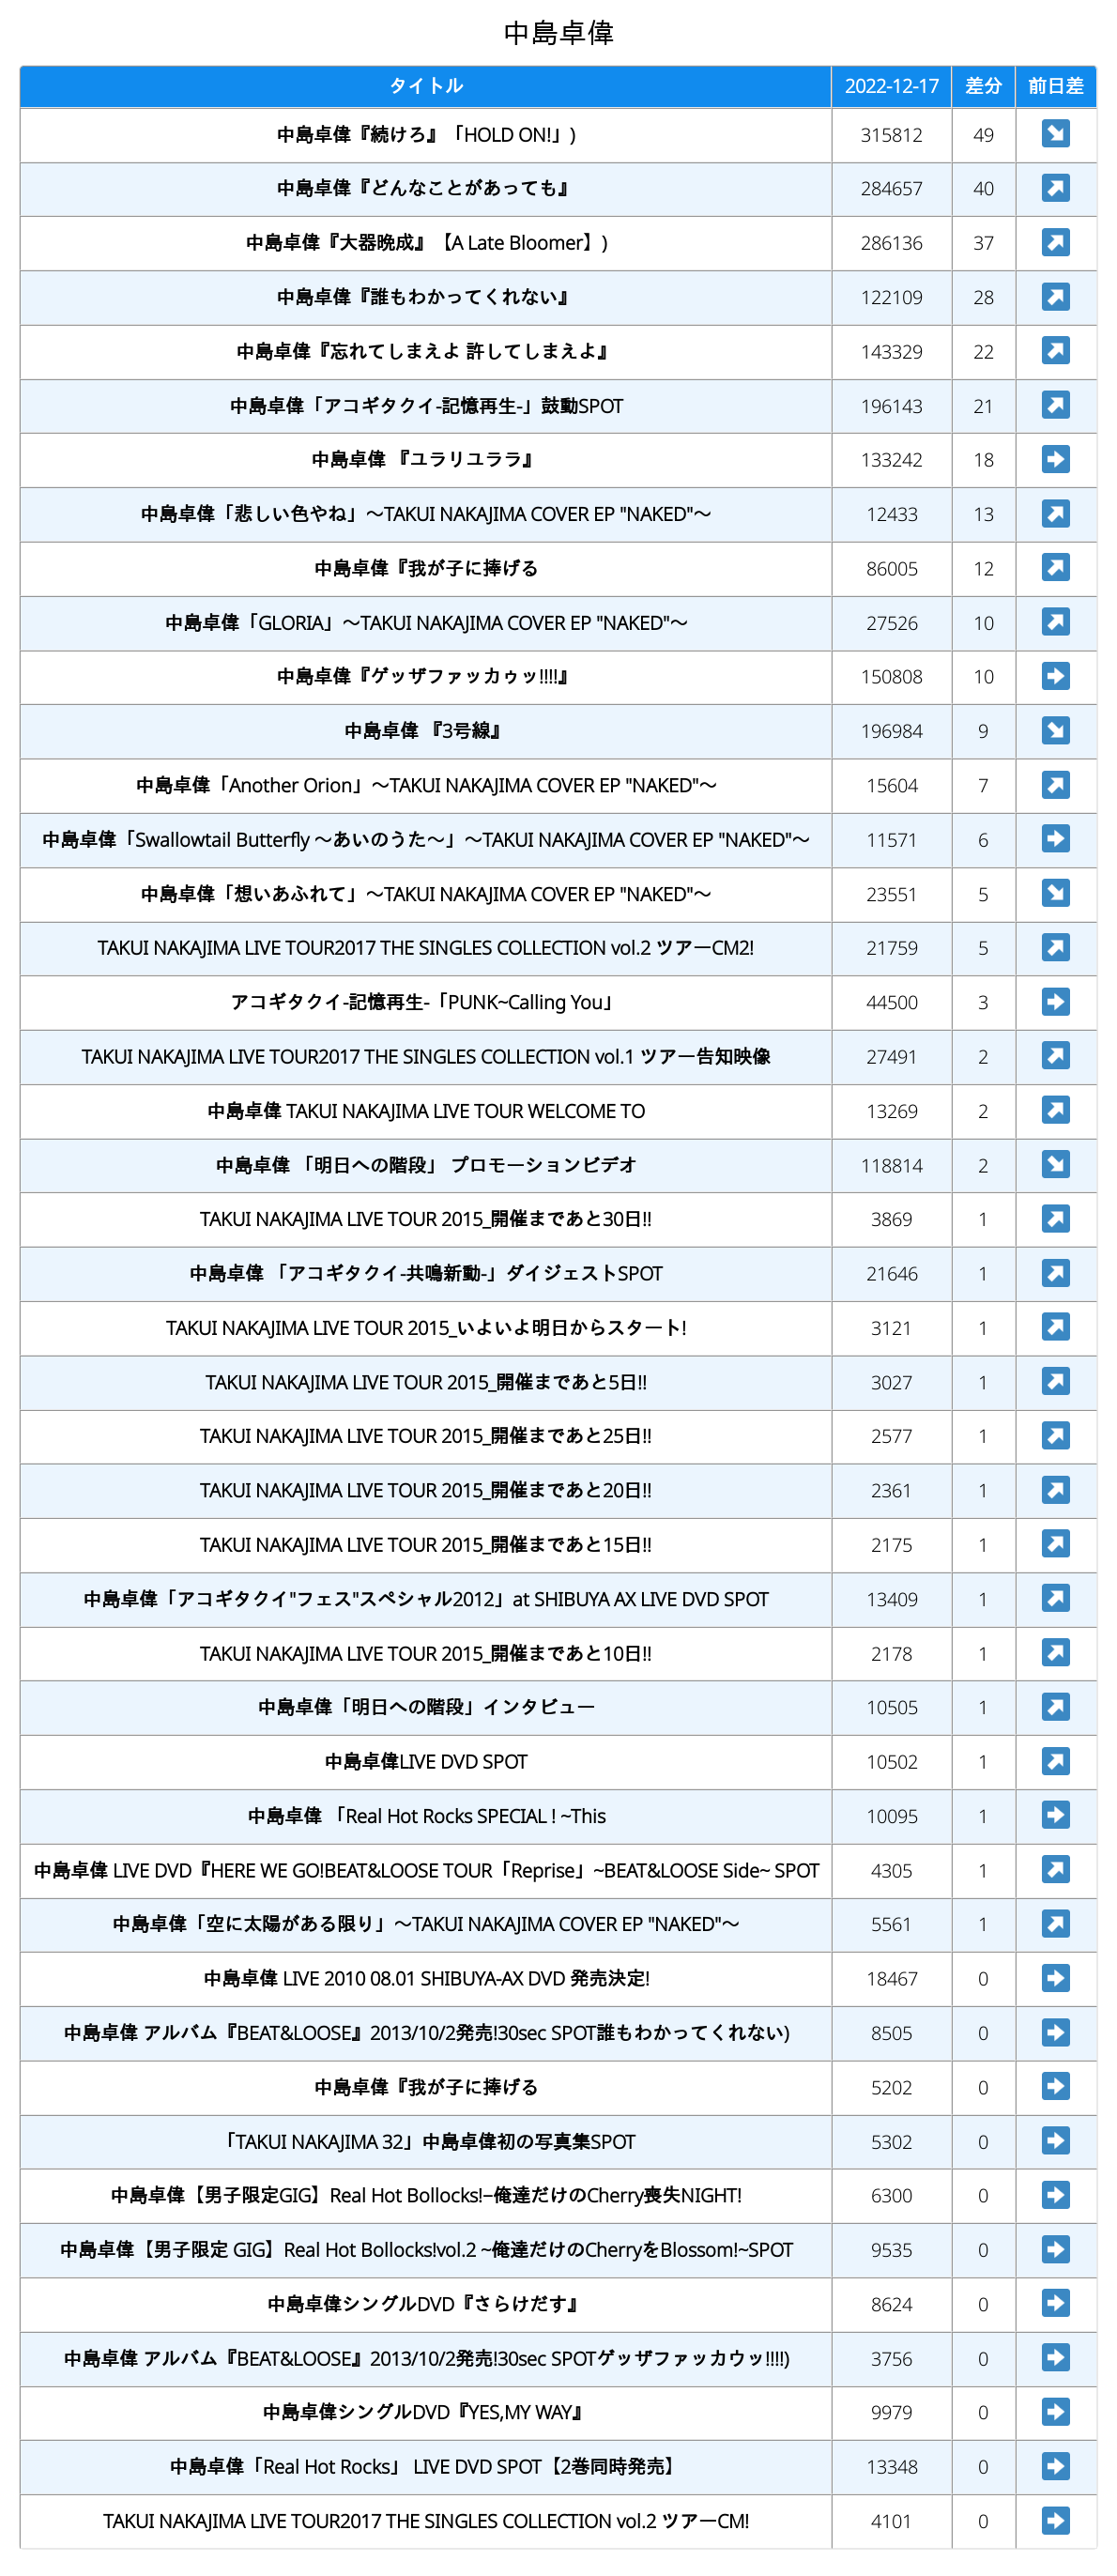 中島卓偉
タイトル 2022-12-17 差分 前日差
中島卓偉『続けろ』「HOLD ON!」) 315812 49 ↘
中島卓偉『どんなことがあっても』 284657 40 ↗
中島卓偉『大器晩成』【A Late Bloomer】) 286136 37 ↗
中島卓偉『誰もわかってくれない』 122109 28 ↗
中島卓偉『忘れてしまえよ 許してしまえよ』 143329 22 ↗
中島卓偉「アコギタクイ-記憶再生-」鼓動SPOT 196143 21 ↗
中島卓偉 『ユラリユララ』 133242 18 ➡
中島卓偉「悲しい色やね」〜TAKUI NAKAJIMA COVER EP "NAKED"〜 12433 13 ↗
中島卓偉『我が子に捧げる 86005 12 ↗
中島卓偉「GLORIA」〜TAKUI NAKAJIMA COVER EP "NAKED"〜 27526 10 ↗
中島卓偉『ゲッザファッカゥッ!!!!』 150808 10 ➡
中島卓偉 『3号線』 196984 9 ↘
中島卓偉「Another Orion」〜TAKUI NAKAJIMA COVER EP "NAKED"〜 15604 7 ↗
中島卓偉「Swallowtail Butterfly 〜あいのうた〜」〜TAKUI NAKAJIMA COVER EP "NAKED"〜 11571 6 ➡
中島卓偉「想いあふれて」〜TAKUI NAKAJIMA COVER EP "NAKED"〜 23551 5 ↘
TAKUI NAKAJIMA LIVE TOUR2017 THE SINGLES COLLECTION vol.2 ツアーCM2! 21759 5 ↗
アコギタクイ-記憶再生-「PUNK~Calling You」 44500 3 ➡
TAKUI NAKAJIMA LIVE TOUR2017 THE SINGLES COLLECTION vol.1 ツアー告知映像 27491 2 ↗
中島卓偉 TAKUI NAKAJIMA LIVE TOUR WELCOME TO 13269 2 ↗
中島卓偉 「明日への階段」 プロモーションビデオ 118814 2 ↘
TAKUI NAKAJIMA LIVE TOUR 2015_開催まであと30日!! 3869 1 ↗
中島卓偉 「アコギタクイ-共鳴新動-」ダイジェストSPOT 21646 1 ↗
TAKUI NAKAJIMA LIVE TOUR 2015_いよいよ明日からスタート! 3121 1 ↗
TAKUI NAKAJIMA LIVE TOUR 2015_開催まであと5日!! 3027 1 ↗
TAKUI NAKAJIMA LIVE TOUR 2015_開催まであと25日!! 2577 1 ↗
TAKUI NAKAJIMA LIVE TOUR 2015_開催まであと20日!! 2361 1 ↗
TAKUI NAKAJIMA LIVE TOUR 2015_開催まであと15日!! 2175 1 ↗
中島卓偉「アコギタクイ"フェス"スペシャル2012」at SHIBUYA AX LIVE DVD SPOT 13409 1 ↗
TAKUI NAKAJIMA LIVE TOUR 2015_開催まであと10日!! 2178 1 ↗
中島卓偉「明日への階段」インタビュー 10505 1 ↗
中島卓偉LIVE DVD SPOT 10502 1 ↗
中島卓偉 「Real Hot Rocks SPECIAL ! ~This 10095 1 ➡
中島卓偉 LIVE DVD『HERE WE GO!BEAT&LOOSE TOUR「Reprise」~BEAT&LOOSE Side~ SPOT 4305 1 ↗
中島卓偉「空に太陽がある限り」〜TAKUI NAKAJIMA COVER EP "NAKED"〜 5561 1 ↗
中島卓偉 LIVE 2010 08.01 SHIBUYA-AX DVD 発売決定! 18467 0 ➡
中島卓偉 アルバム『BEAT&LOOSE』2013/10/2発売!30sec SPOT誰もわかってくれない) 8505 0 ➡
中島卓偉『我が子に捧げる 5202 0 ➡
「TAKUI NAKAJIMA 32」中島卓偉初の写真集SPOT 5302 0 ➡
中島卓偉【男子限定GIG】Real Hot Bollocks!−俺達だけのCherry喪失NIGHT! 6300 0 ➡
中島卓偉【男子限定 GIG】Real Hot Bollocks!vol.2 ~俺達だけのCherryをBlossom!~SPOT 9535 0 ➡
中島卓偉シングルDVD『さらけだす』 8624 0 ➡
中島卓偉 アルバム『BEAT&LOOSE』2013/10/2発売!30sec SPOTゲッザファッカウッ!!!!) 3756 0 ➡
中島卓偉シングルDVD『YES,MY WAY』 9979 0 ➡
中島卓偉「Real Hot Rocks」 LIVE DVD SPOT【2巻同時発売】 13348 0 ➡
TAKUI NAKAJIMA LIVE TOUR2017 THE SINGLES COLLECTION vol.2 ツアーCM! 4101 0 ➡